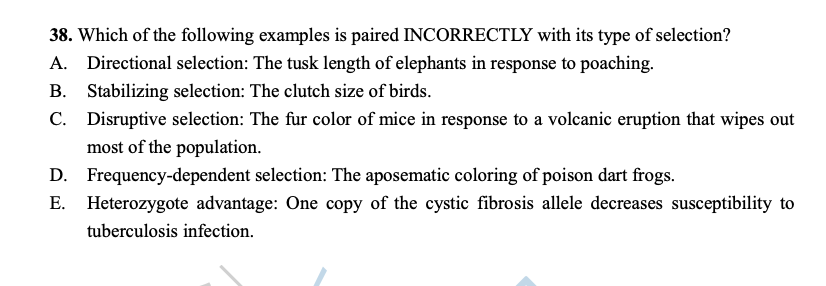 38. Which of the following examples is paired INCORRECTLY with its type of selection?
A. Directional selection: The tusk length of elephants in response to poaching.
B. Stabilizing selection: The clutch size of birds.
C. Disruptive selection: The fur color of mice in response to a volcanic eruption that wipes out
most of the population.
D. Frequency-dependent selection: The aposematic coloring of poison dart frogs.
E. Heterozygote advantage: One copy of the cystic fibrosis allele decreases susceptibility to
tuberculosis infection.